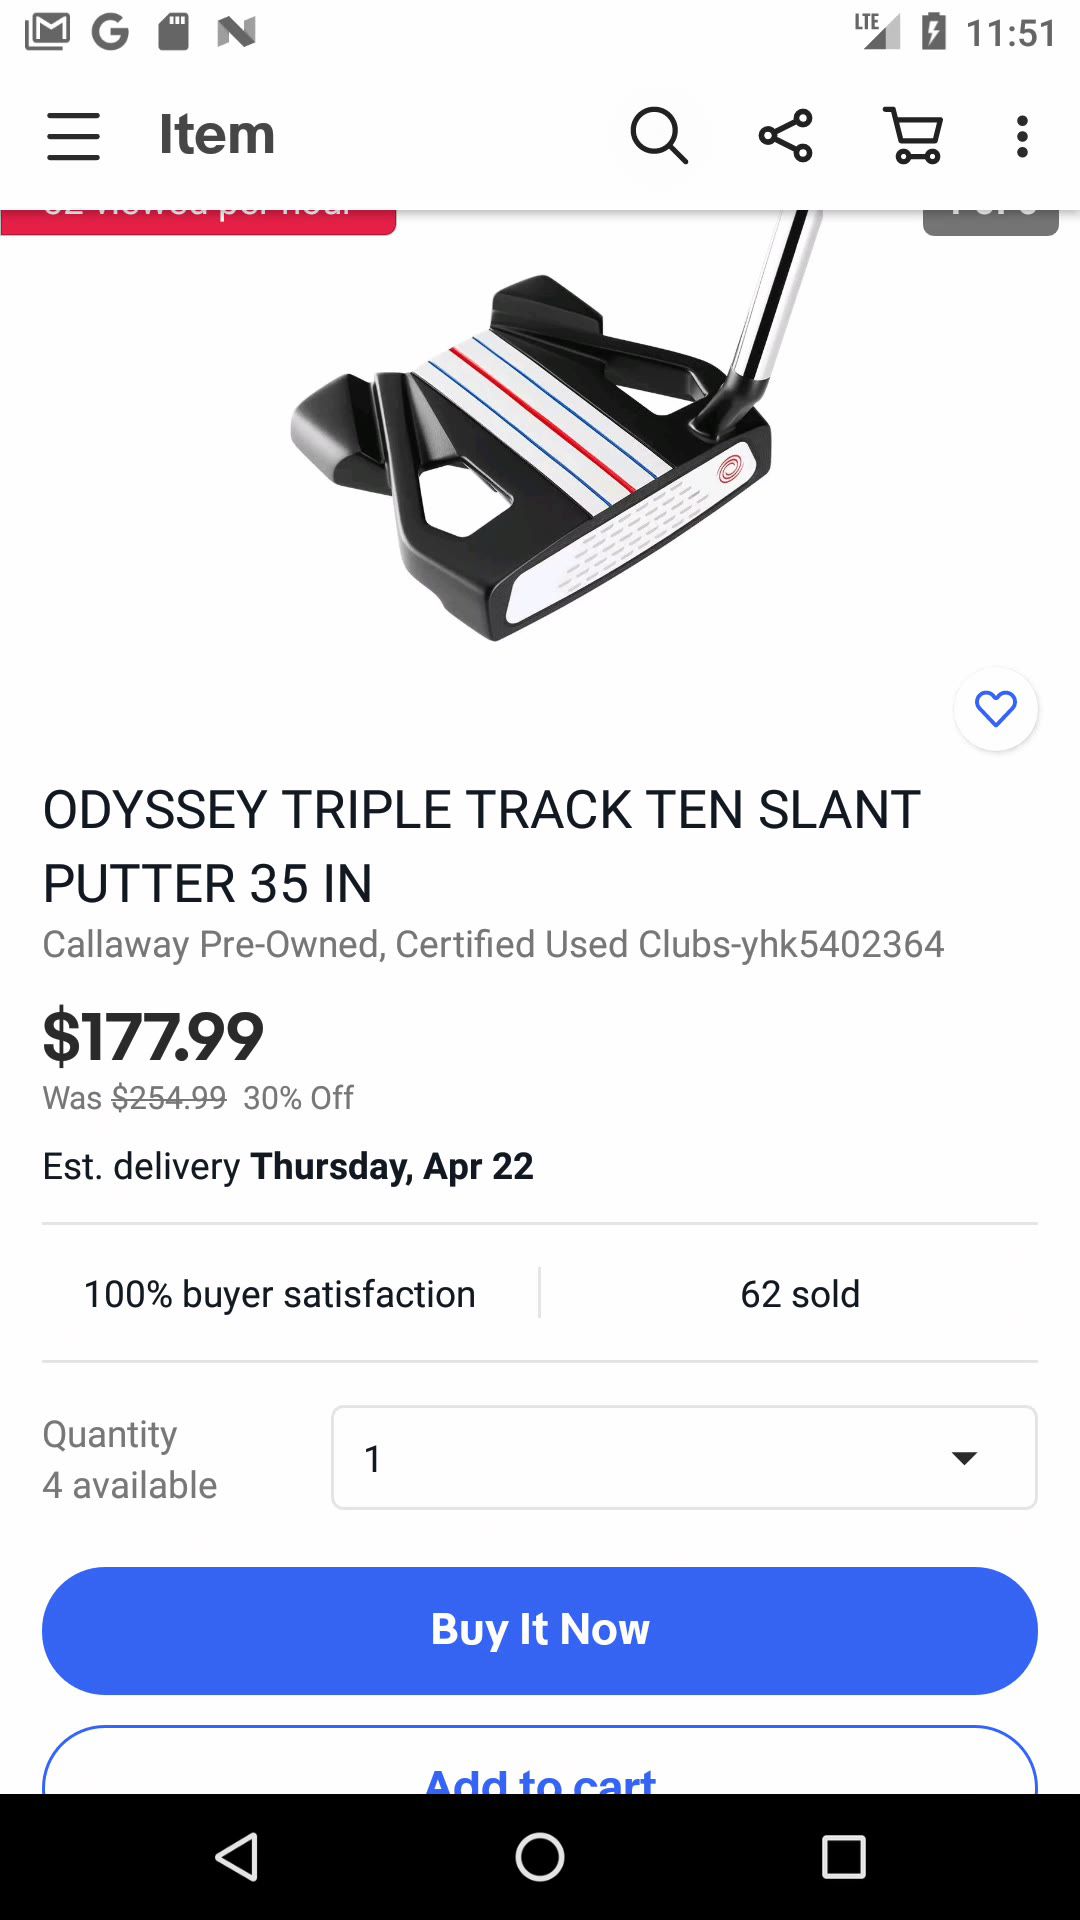 LTE 11:51
Item
ODYSSEY TRIPLE TRACK TEN SLANT
PUTTER 35 IN
Callaway Pre-Owned, Certified Used Clubs-yhk5402364
$177.99
Was $254.99 30% Off
Est. delivery Thursday, Apr 22
100% buyer satisfaction
62 sold
Quantity
4 available
1
Buy It Now
Add to cart